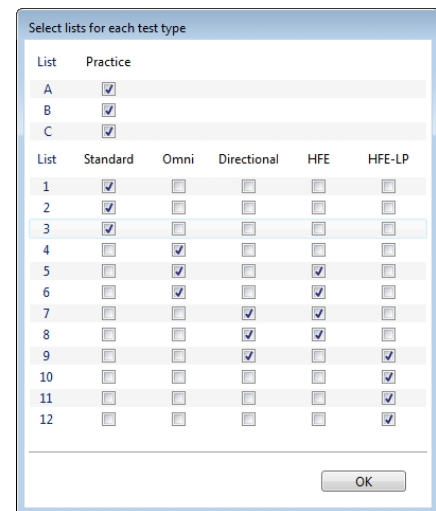 Select lists for each test type
List Practice
A
B
C
List Standard Omni Directional HFE HFE-LP
1
2
3
4
5
6
7
8
9
10
11
12
OK